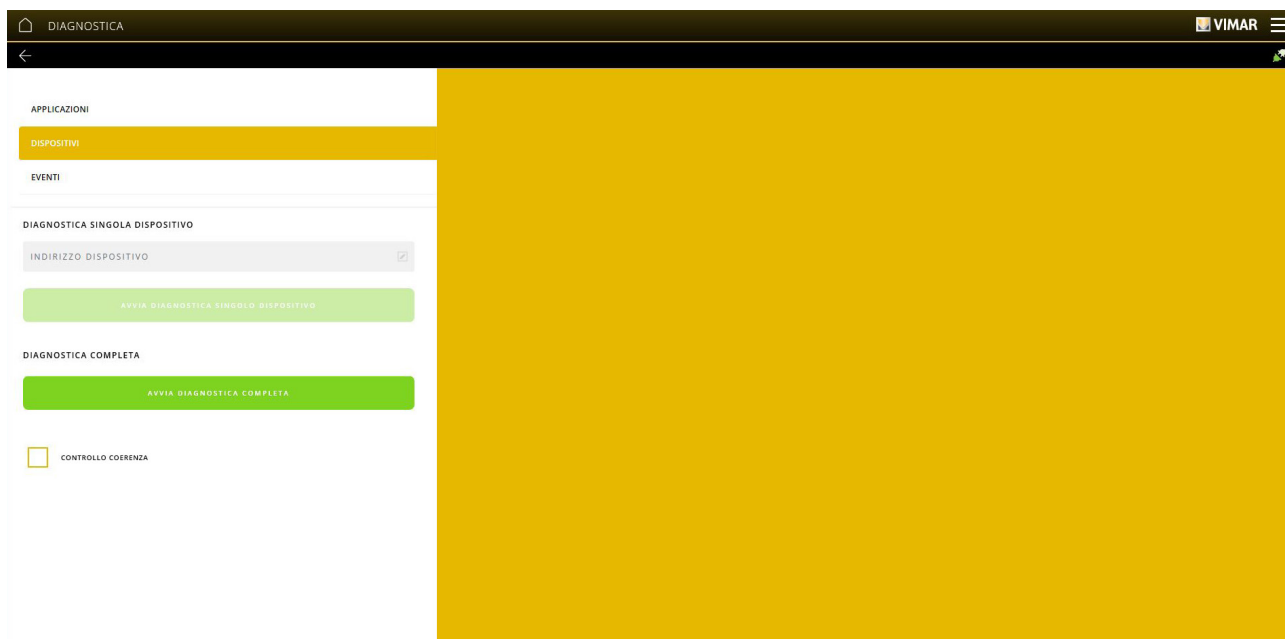 DIAGNOSTICA
VIMAR
APPLICAZIONI
DISPOSITIVI
EVENTI
DIAGNOSTICA SINGOLA DISPOSITIVO
INDIRIZZO DISPOSITIVO
AVVIA DIAGNOSTICA SINGOLO DISPOSITIVO
DIAGNOSTICA COMPLETA
AVVIA DIAGNOSTICA COMPLETA
CONTROLLO COERENZA